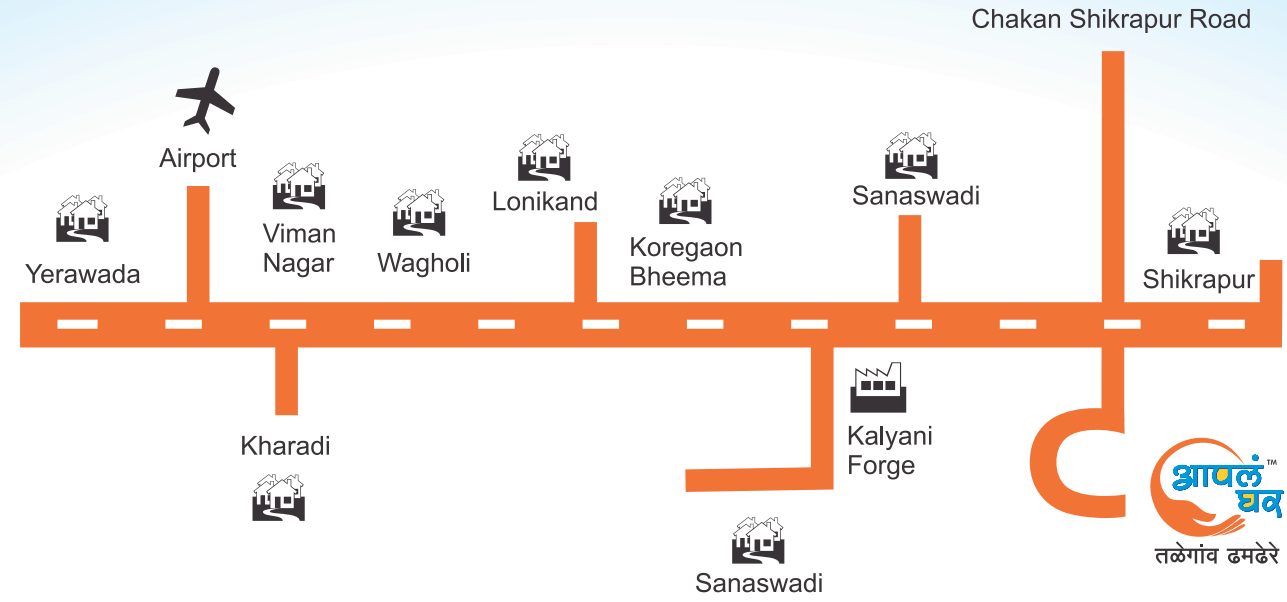 Chakan Shikrapur Road
Airport
Yerawada
Viman
Nagar
Wagholi
Lonikand
Koregaon
Bheema
Sanaswadi
Shikrapur
Kharadi
Kalyani
Forge
Sanaswadi
आपलं™
घर
तळेगांव ढमढेरे